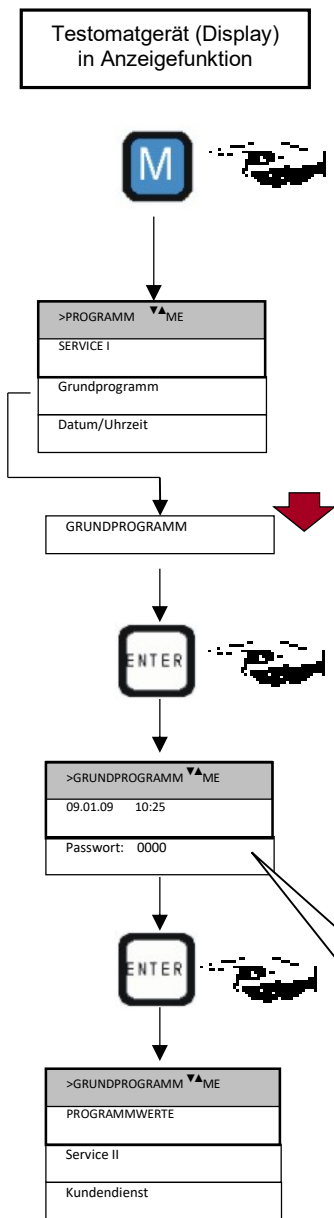 Testomatgerät (Display)
in Anzeigefunktion
M
>PROGRAMM ▼▲ME
SERVICE I
Grundprogramm
Datum/Uhrzeit
GRUNDPROGRAMM
ENTER
>GRUNDPROGRAMM ▼▲ME
09.01.09 10:25
Passwort: 0000
ENTER
>GRUNDPROGRAMM ▼▲ME
PROGRAMMWERTE
Service II
Kundendienst